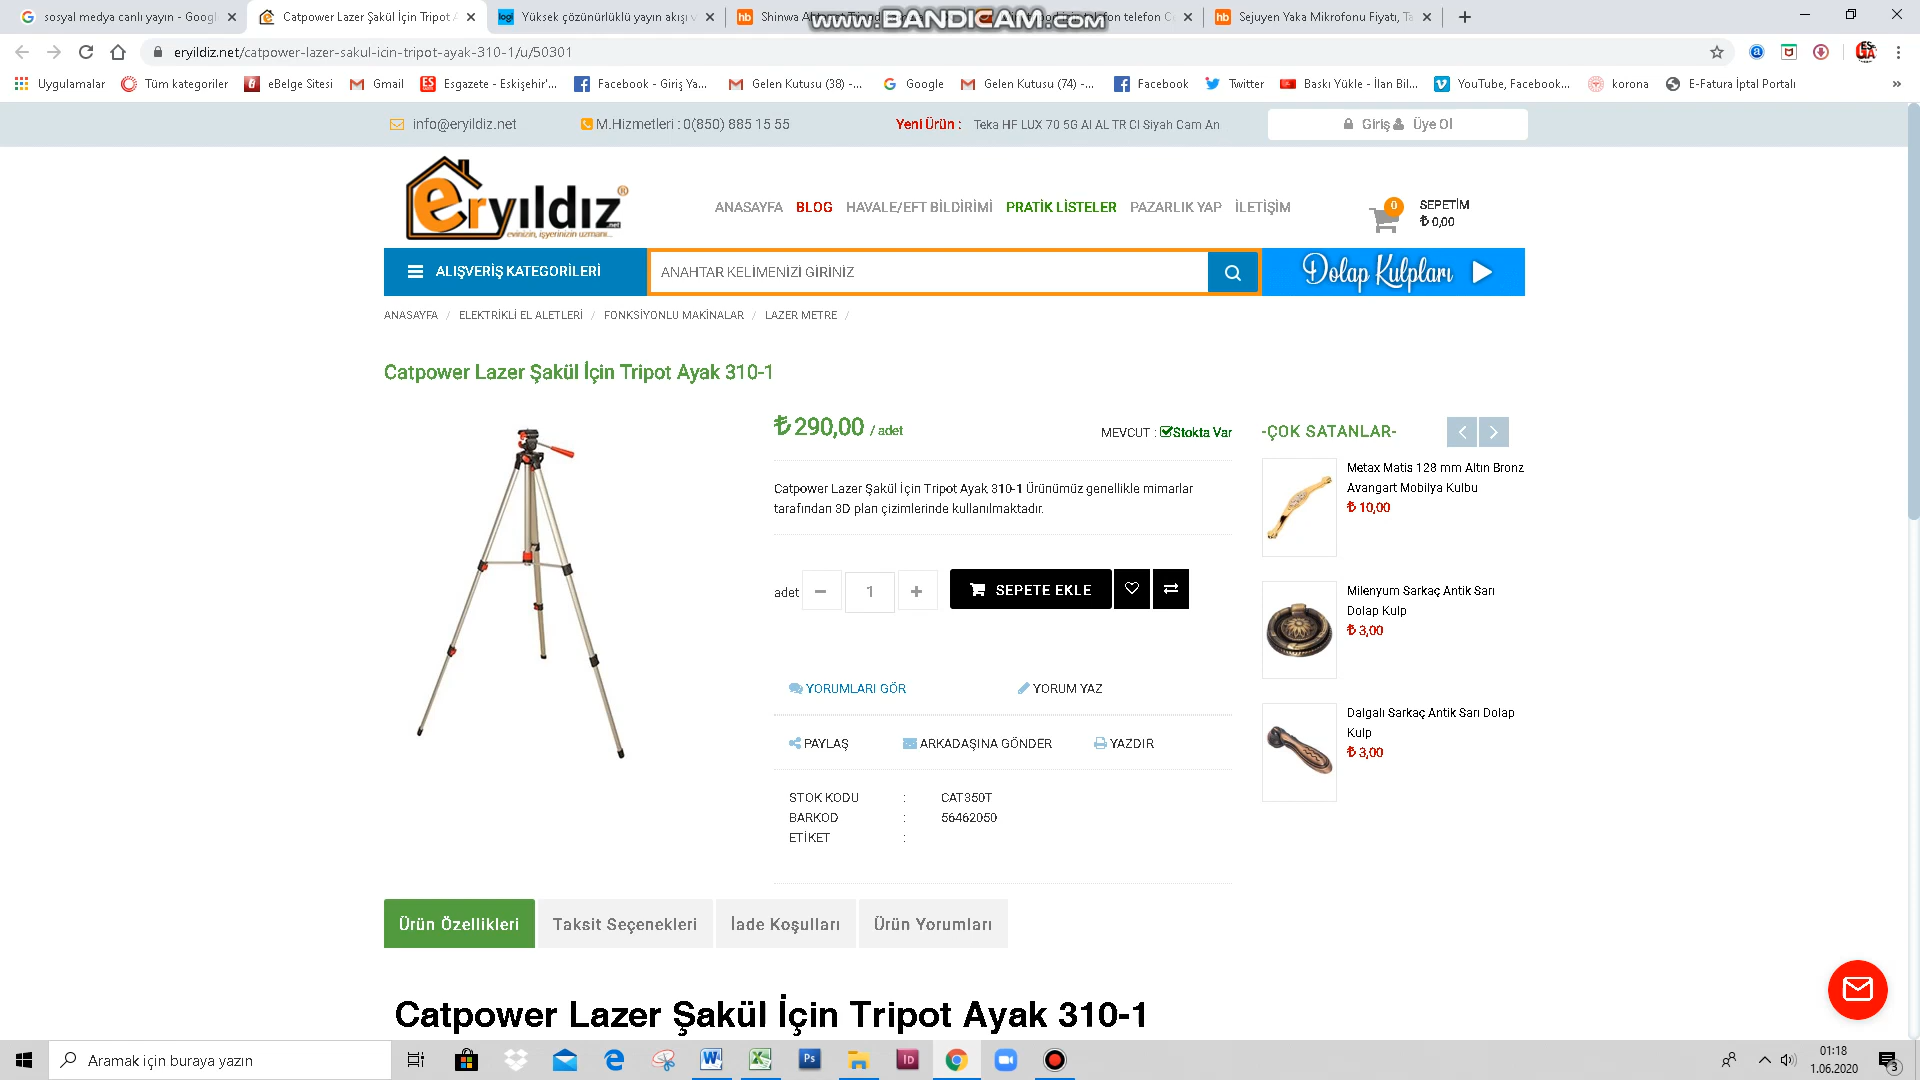 sosyal medya canlı yayın - Googl
Catpower Lazer Şakül İçin Tripot A
Yüksek çözünürlüklü yayın akışı v
Sejuyen Yaka Mikrofonu Fiyatı, Ta
www.BANDICAM.com
eryildiz.net/catpower-lazer-sakul-icin-tripot-ayak-310-1/u/50301
Uygulamalar
Tüm kategoriler
eBelge Sitesi
Gmail
Esgazete - Eskişehir'...
Facebook - Giriş Ya...
Gelen Kutusu (38) -...
Google
Gelen Kutusu (74) -...
Facebook
Twitter
Baskı Yükle - İlan Bil...
YouTube, Facebook...
korona
E-Fatura İptal Portalı
info@eryildiz.net
M.Hizmetleri : 0(850) 885 15 55
Yeni Ürün :
Teka HF LUX 70 5G AI AL TR CI Siyah Cam An
Giriş
Üye Ol
eryıldız.net
evinizin, işyerinizin uzmanı...
ANASAYFA
BLOG
HAVALE/EFT BİLDİRİMİ
PRATİK LİSTELER
PAZARLIK YAP
İLETİŞİM
0
SEPETİM
₺ 0,00
ALIŞVERİŞ KATEGORİLERİ
ANAHTAR KELİMENİZİ GİRİNİZ
Dolap Kulpları
ANASAYFA / ELEKTRİKLİ EL ALETLERİ / FONKSİYONLU MAKİNALAR / LAZER METRE /
Catpower Lazer Şakül İçin Tripot Ayak 310-1
₺ 290,00 / adet
MEVCUT : Stokta Var
Catpower Lazer Şakül İçin Tripot Ayak 310-1 Ürünümüz genellikle mimarlar
tarafından 3D plan çizimlerinde kullanılmaktadır.
adet
1
SEPETE EKLE
YORUMLARI GÖR
YORUM YAZ
PAYLAŞ
ARKADAŞINA GÖNDER
YAZDIR
STOK KODU : CAT350T
BARKOD : 56462050
ETİKET :
-ÇOK SATANLAR-
Metax Matis 128 mm Altın Bronz
Avangart Mobilya Kulbu
₺ 10,00
Milenyum Sarkaç Antik Sarı
Dolap Kulp
₺ 3,00
Dalgalı Sarkaç Antik Sarı Dolap
Kulp
₺ 3,00
Ürün Özellikleri
Taksit Seçenekleri
İade Koşulları
Ürün Yorumları
Catpower Lazer Şakül İçin Tripot Ayak 310-1
Aramak için buraya yazın
01:18
1.06.2020
3